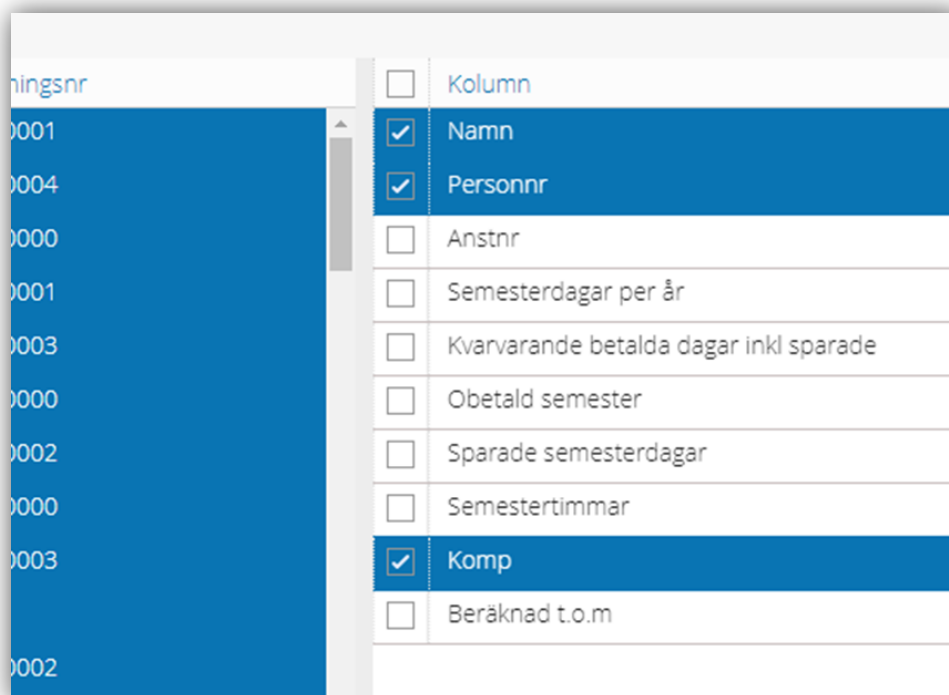 ningsnr
0001
0004
0000
0001
0003
0000
0002
0000
0003
0002
Kolumn
Namn
Personnr
Anstnr
Semesterdagar per år
Kvarvarande betalda dagar inkl sparade
Obetald semester
Sparade semesterdagar
Semestertimmar
Komp
Beräknad t.o.m